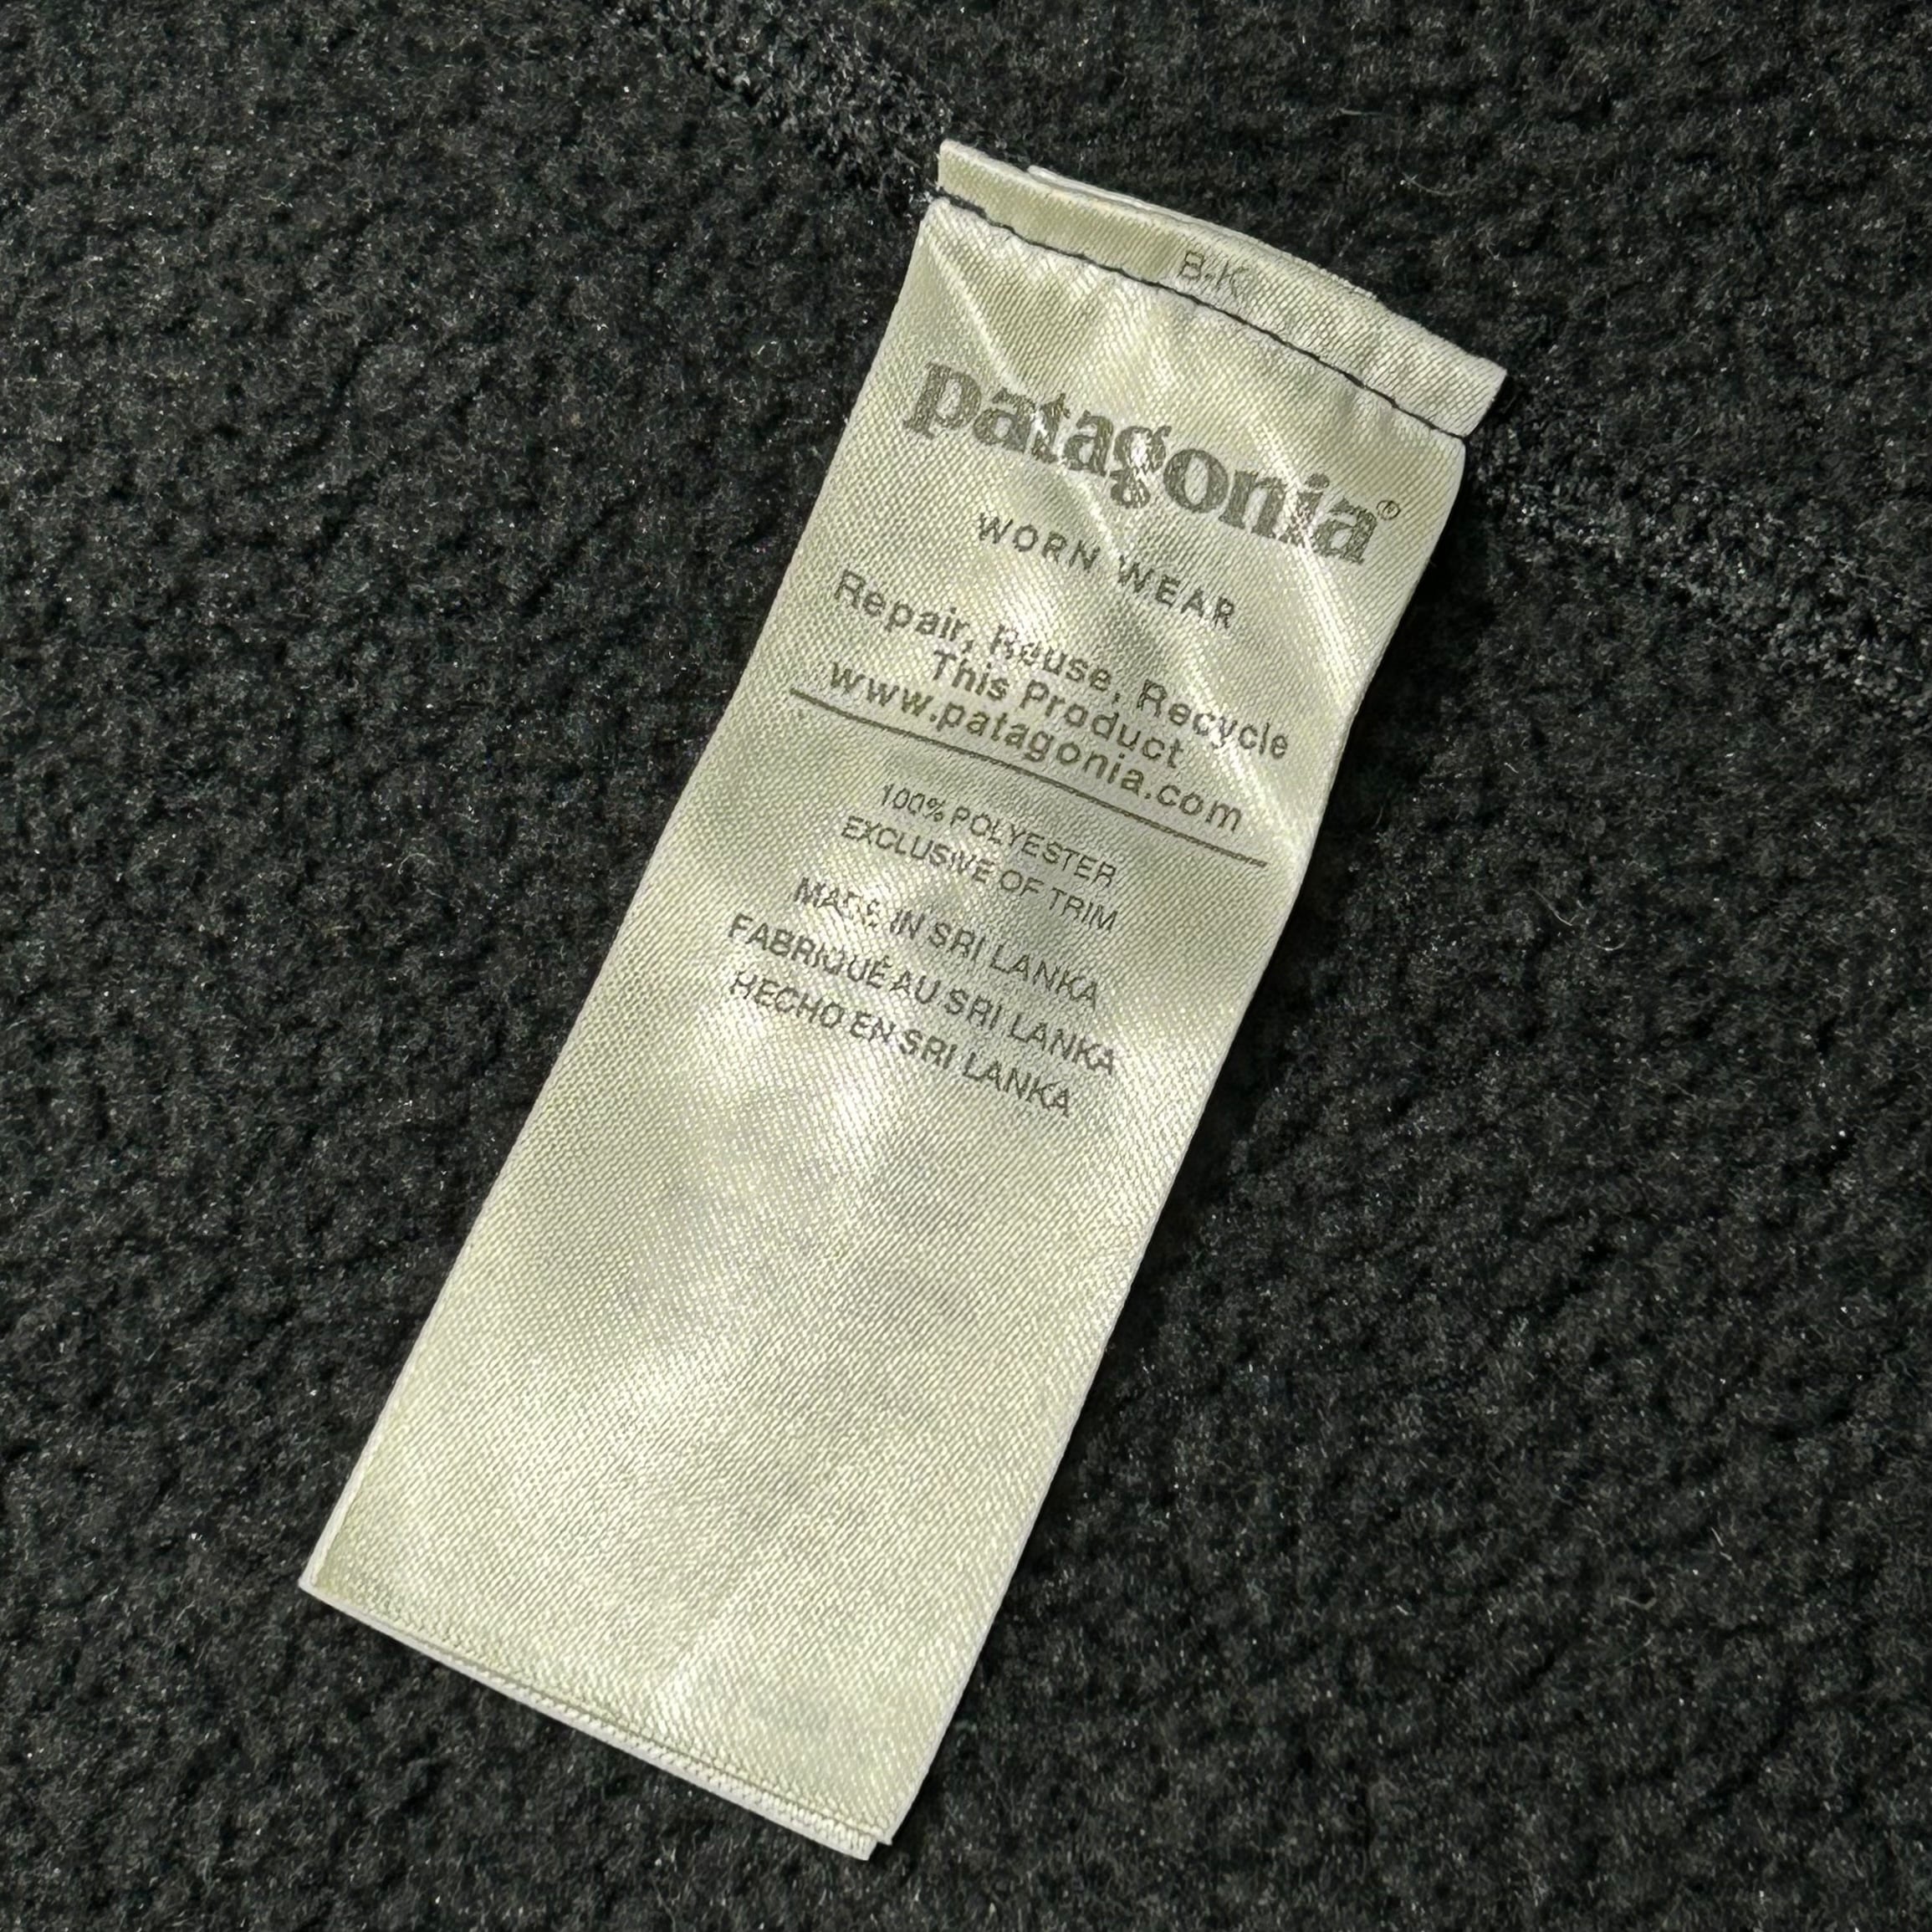 B-K
patagonia®
WORN WEAR
Repair, Reuse, Recycle
This Product
www.patagonia.com
100% POLYESTER
EXCLUSIVE OF TRIM
MADE IN SRI LANKA
FABRIQUÉ AU SRI LANKA
HECHO EN SRI LANKA